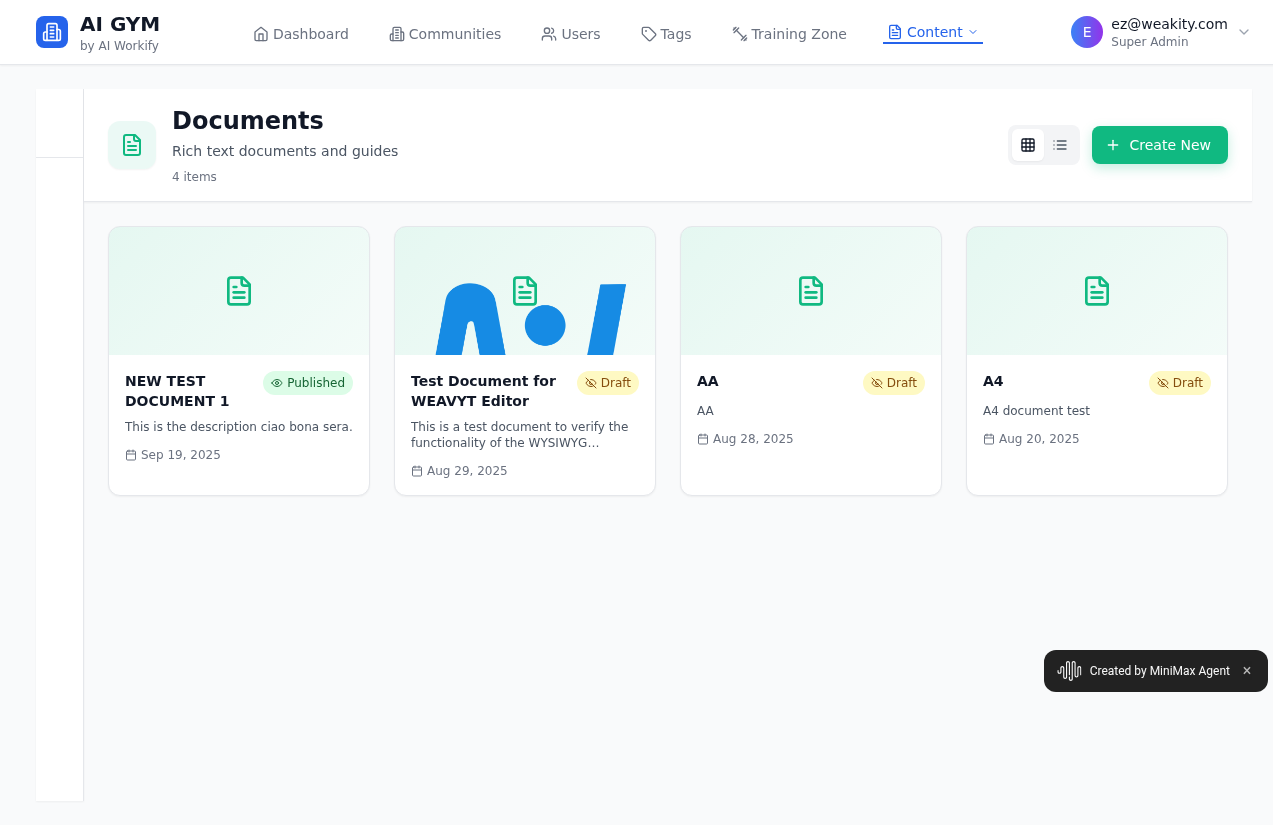 AI GYM
by AI Workify
Dashboard
Communities
Users
Tags
Training Zone
Content
E
ez@weakity.com
Super Admin
Documents
Rich text documents and guides
4 items
Create New
NEW TEST
DOCUMENT 1
Published
This is the description ciao bona sera.
Sep 19, 2025
Test Document for
WEAVYT Editor
Draft
This is a test document to verify the
functionality of the WYSIWYG…
Aug 29, 2025
AA
Draft
AA
Aug 28, 2025
A4
Draft
A4 document test
Aug 20, 2025
Created by MiniMax Agent